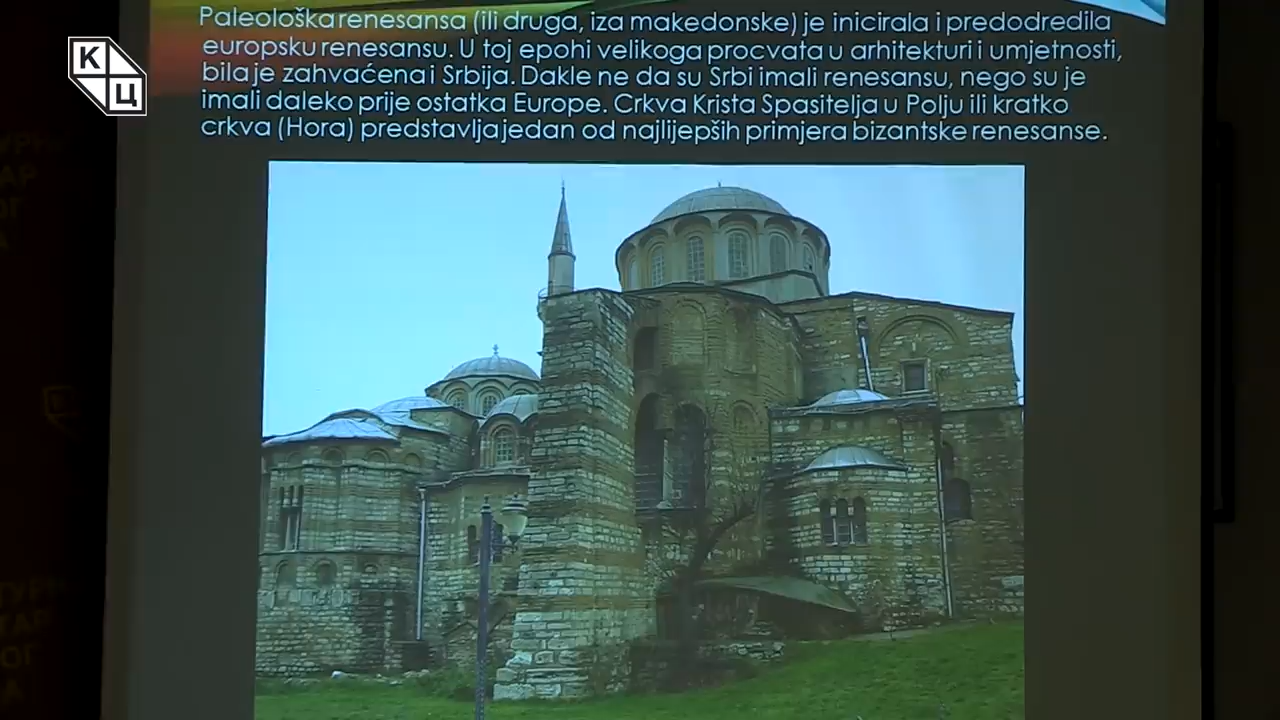 Paleološka renesansa (ili druga, iza makedonske) je inicirala i predodredila
europsku renesansu. U toj epohi velikoga procvata u arhitekturi i umjetnosti,
bila je zahvaćena i Srbija. Dakle ne da su Srbi imali renesansu, nego su je
imali daleko prije ostatka Europe. Crkva Krista Spasitelja u Polju ili kratko
crkva (Hora) predstavlja jedan od najlijepših primjera bizantske renesanse.
К
Ц